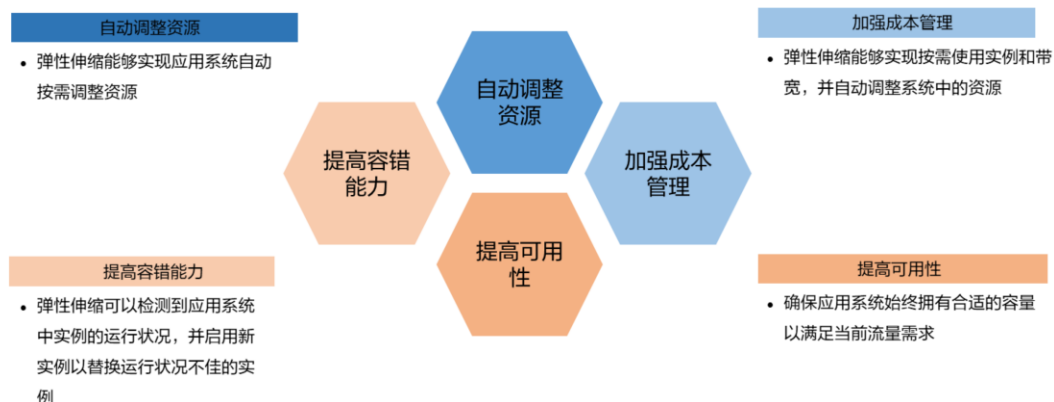 自动调整资源
• 弹性伸缩能够实现应用系统自动
按需调整资源
加强成本管理
• 弹性伸缩能够实现按需使用实例和带
宽，并自动调整系统中的资源
自动调整
资源
提高容错
能力
加强成本
管理
提高可用
性
提高容错能力
• 弹性伸缩可以检测到应用系统
中实例的运行状况，并启用新
实例以替换运行状况不佳的实
例
提高可用性
• 确保应用系统始终拥有合适的容量
以满足当前流量需求